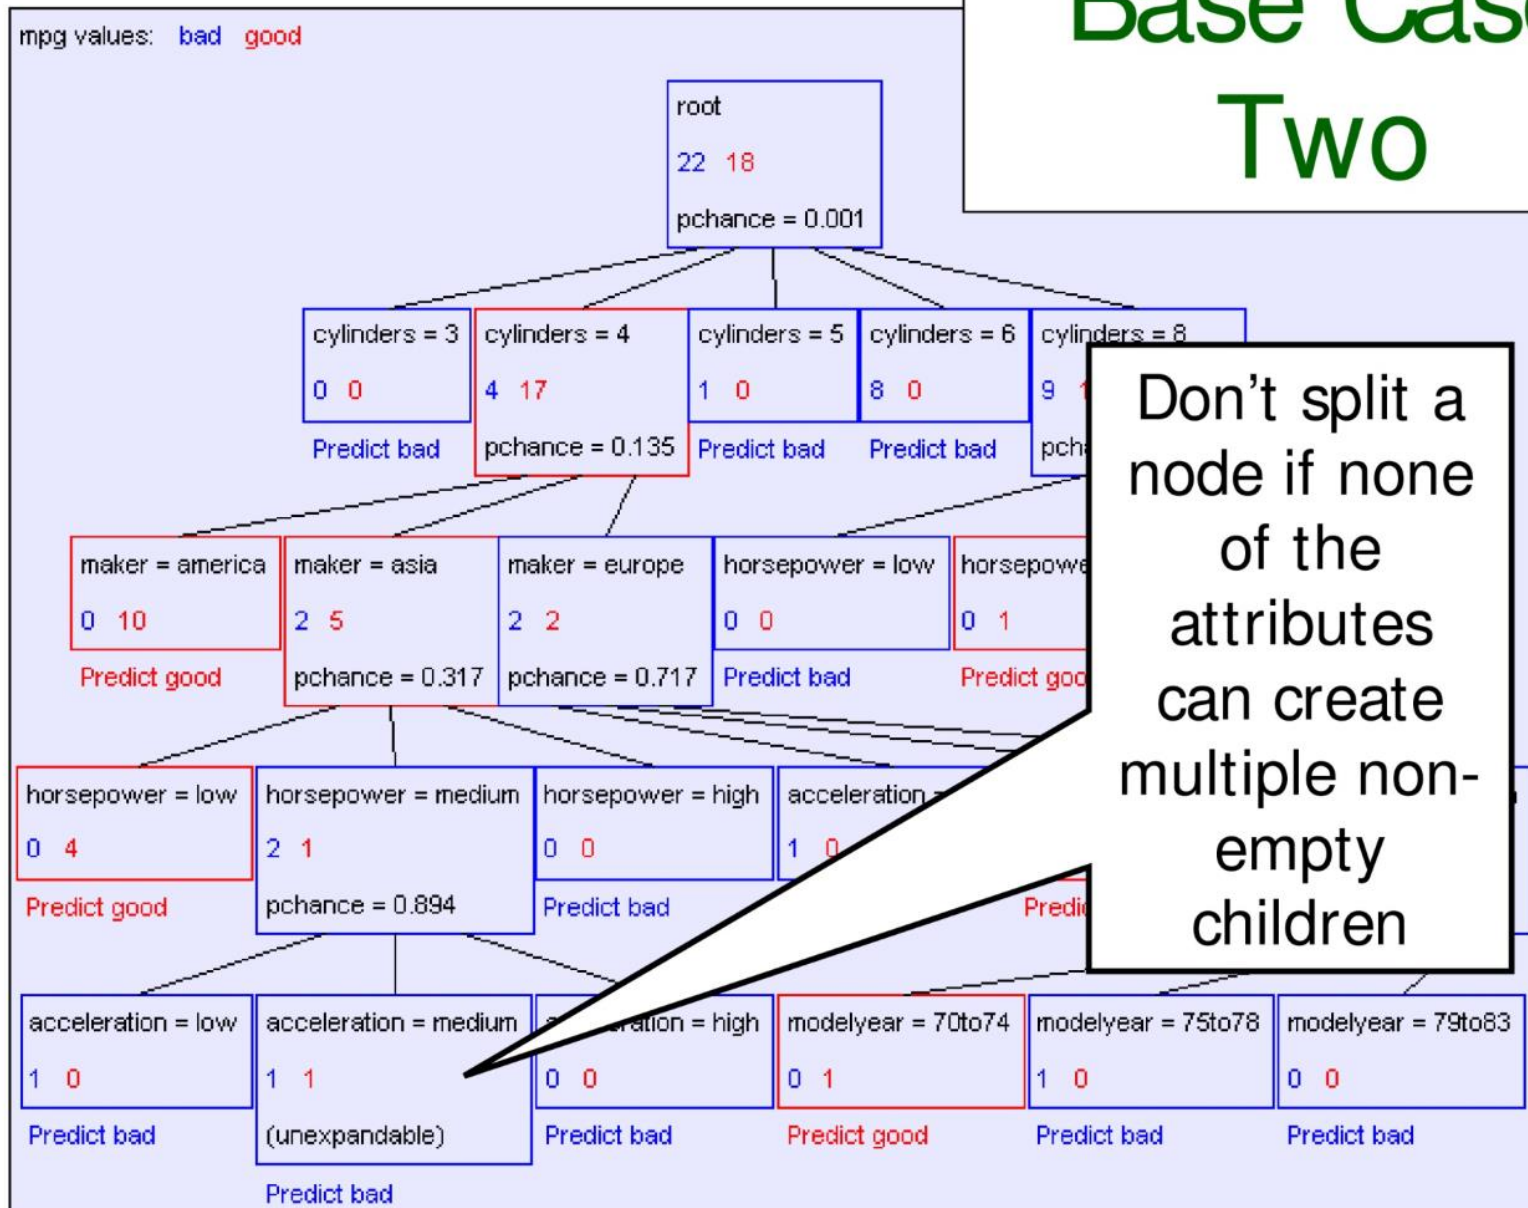 Base Case
Two
mpg values: bad good
root
22 18
pchance = 0.001
cylinders = 3
0 0
Predict bad
cylinders = 4
4 17
pchance = 0.135
cylinders = 5
1 0
Predict bad
cylinders = 6
8 0
Predict bad
cylinders = 8
9
Don't split a
node if none
of the
attributes
can create
multiple non-
empty
children
maker = america
0 10
Predict good
maker = asia
2 5
pchance = 0.317
maker = europe
2 2
pchance = 0.717
horsepower = low
0 0
Predict bad
0 1
horsepower = low
0 4
Predict good
horsepower = medium
2 1
pchance = 0.894
horsepower = high
0 0
Predict bad
acceleration =
1 0
acceleration = low
1 0
Predict bad
acceleration = medium
1 1
(unexpandable)
Predict bad
= high
0 0
Predict bad
modelyear = 70to74
0 1
Predict good
modelyear = 75to78
1 0
Predict bad
modelyear = 79to83
0 0
Predict bad